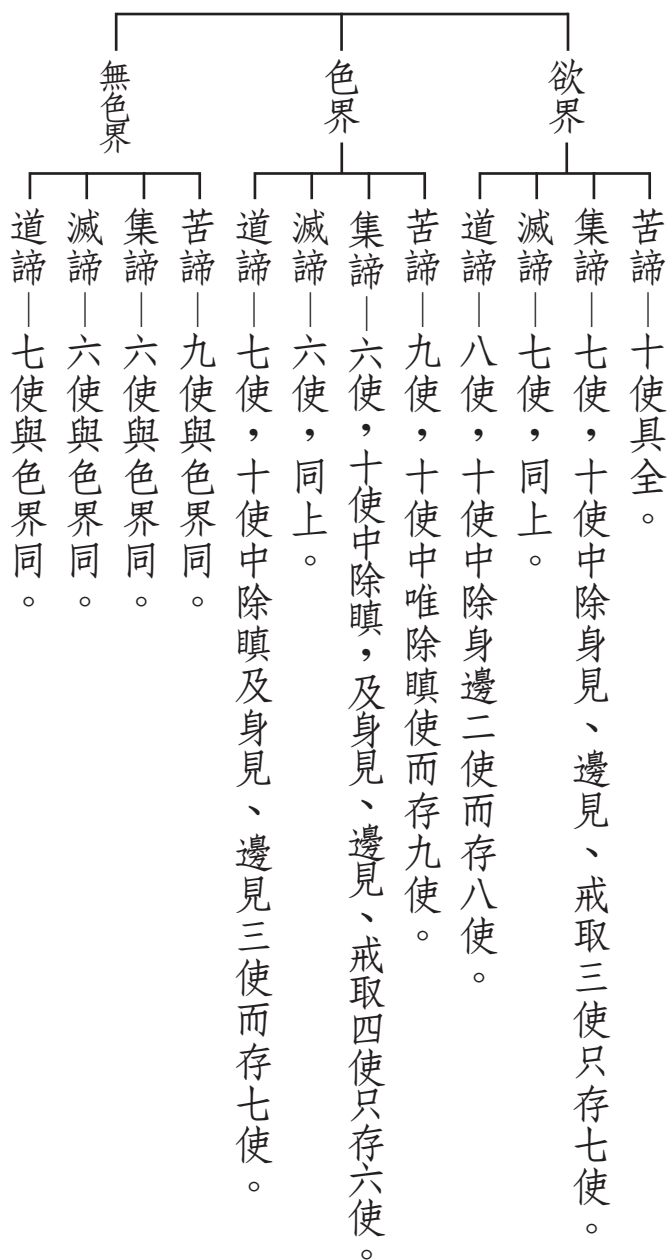 欲界
苦諦—十使具全。
集諦—七使，十使中除身見、邊見、戒取三使只存七使。
滅諦—七使，同上。
道諦—八使，十使中除身邊二使而存八使。
色界
苦諦—九使，十使中唯除瞋使而存九使。
集諦—六使，十使中除瞋，及身見、邊見、戒取四使只存六使。
滅諦—六使，同上。
道諦—七使，十使中除瞋及身見、邊見三使而存七使。
無色界
苦諦—九使與色界同。
集諦—六使與色界同。
滅諦—六使與色界同。
道諦—七使與色界同。